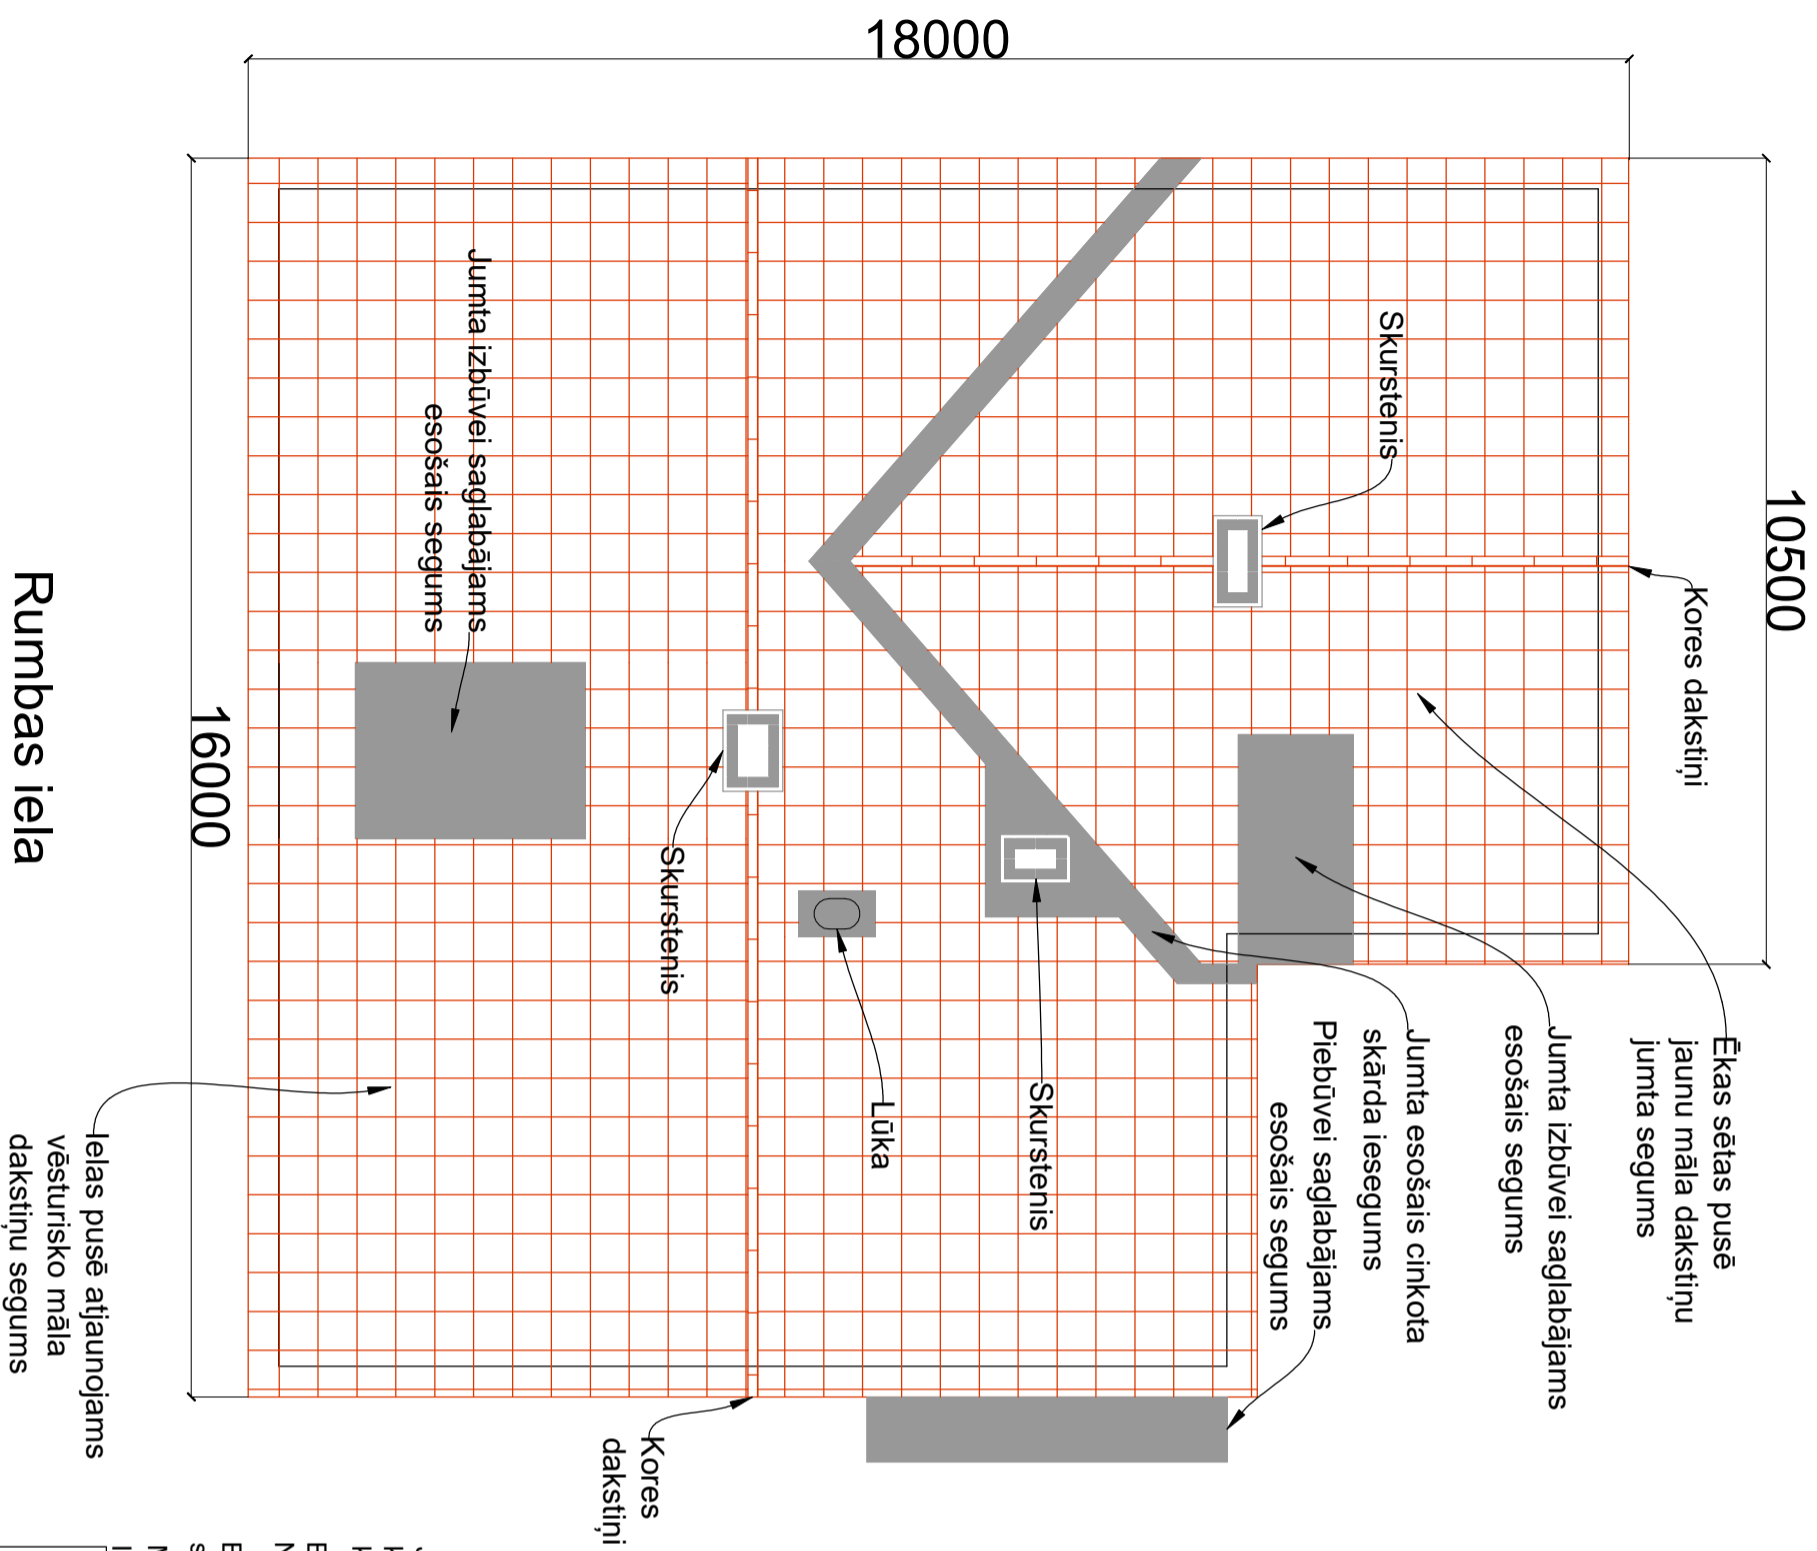 18000
10500
16000
Rumbas iela
Kores dakstiņi
Skurstenis
Ēkas sētas pusē
jaunu māla dakstiņu
jumta segums
Jumta izbūvei saglabājams
esošais segums
Jumta esošais cinkota
skārda iesegums
Piebūvei saglabājams
esošais segums
Skurstenis
Lūka
Skurstenis
Jumta izbūvei saglabājams
esošais segums
Kores
dakstiņi
Ielas pusē atjaunojams
vēsturisko māla
dakstiņu segums